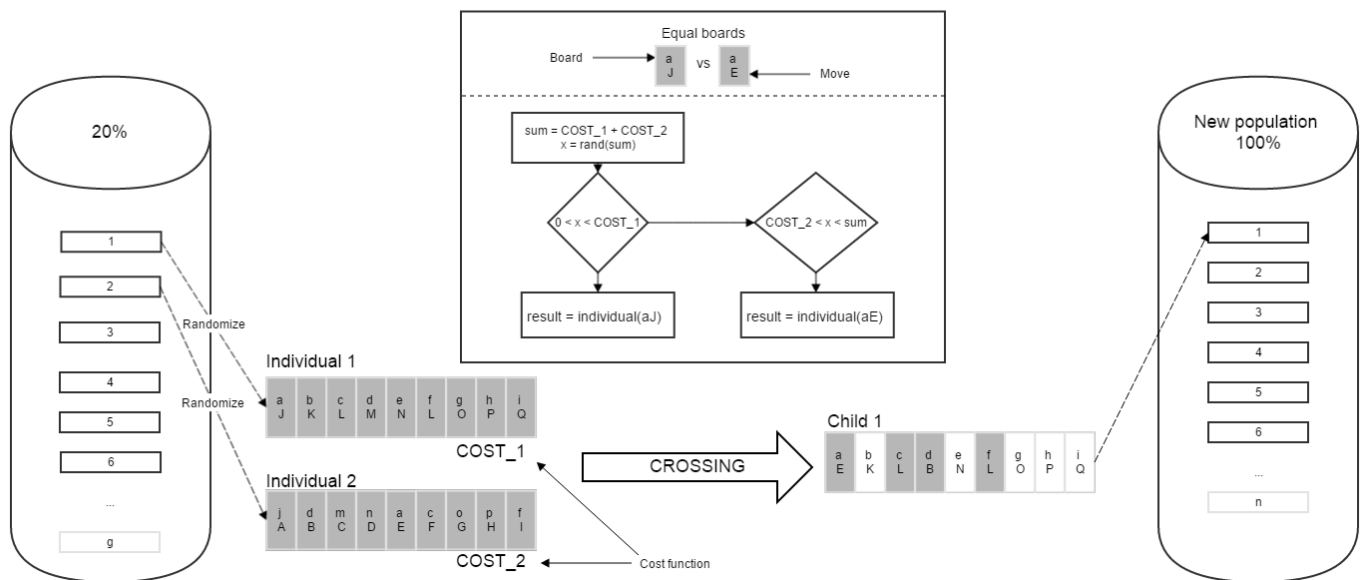 Equal boards
Board
a
J
vs
a
E
Move
sum = COST_1 + COST_2
x = rand(sum)
0 < x < COST_1
COST_2 < x < sum
result = individual(aJ)
result = individual(aE)
20%
1
2
3
4
5
6
...
g
Randomize
Randomize
Individual 1
a b c d e f g h i
J K L M N L O P Q
COST_1
Individual 2
j d m n a c o p f
A B C D E F G H I
COST_2
Cost function
CROSSING
Child 1
a b c d e f g h i
E K L B N L O P Q
New population
100%
1
2
3
4
5
6
...
n